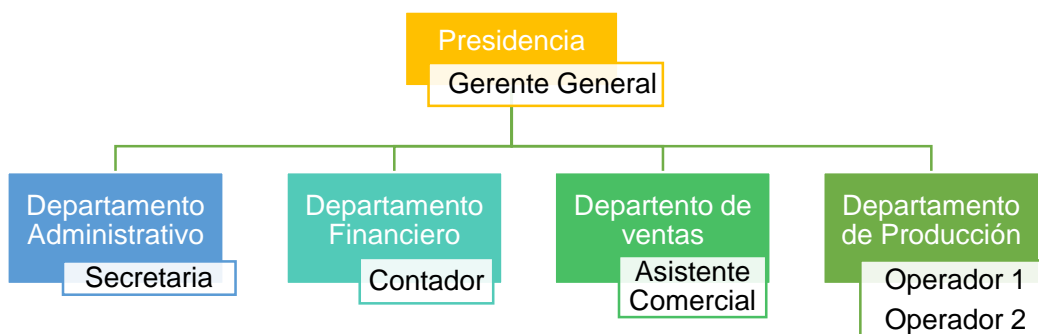 Presidencia
Gerente General
Departamento
Administrativo
Secretaria
Departamento
Financiero
Contador
Departento de
ventas
Asistente
Comercial
Departamento
de Producción
Operador 1
Operador 2